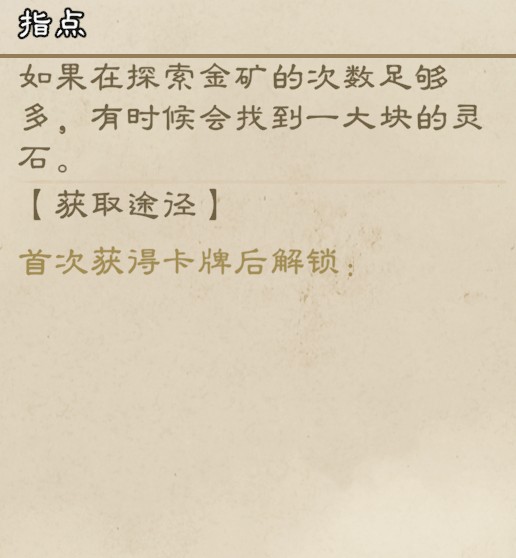 指点
如果在探索金矿的次数足够
多，有时候会找到一大块的灵
石。
【获取途径】
首次获得卡牌后解锁；